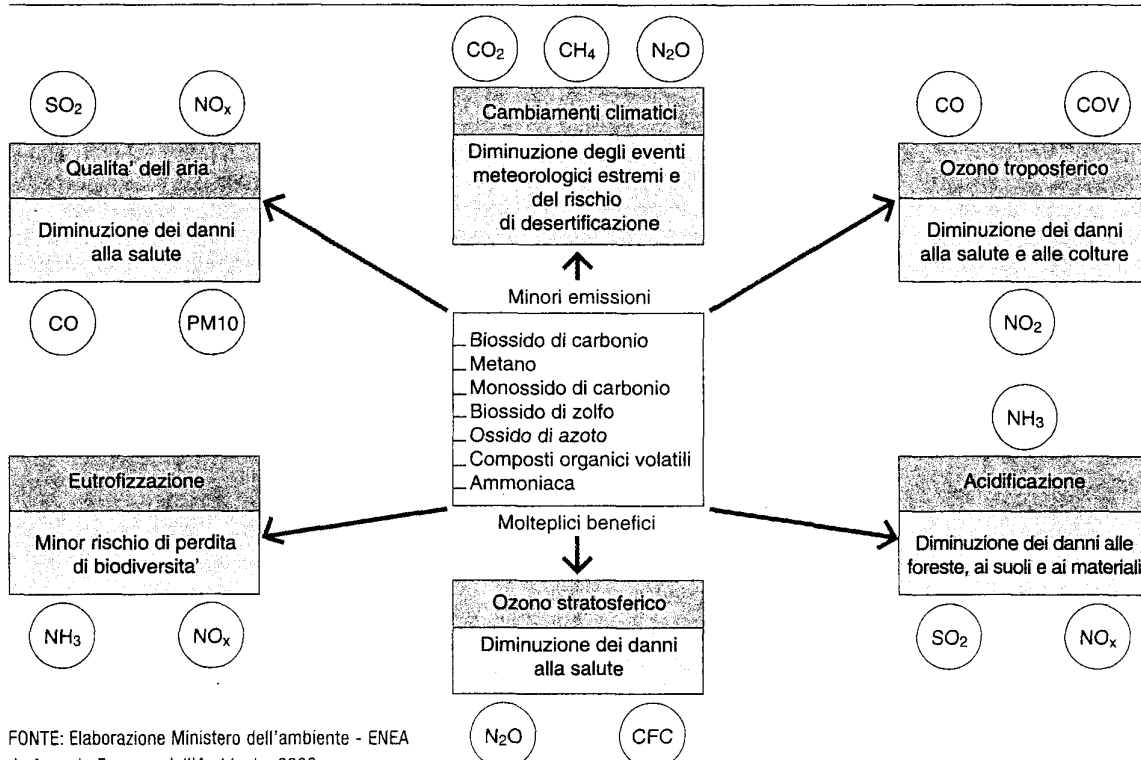 CO2
CH4
N2O
Cambiamenti climatici
Diminuzione degli eventi
meteorologici estremi e
del rischio
di desertificazione
SO2
NOx
Qualita' dell aria
Diminuzione dei danni
alla salute
CO
PM10
CO
COV
Ozono troposferico
Diminuzione dei danni
alla salute e alle colture
NO2
Minori emissioni
Biossido di carbonio
Metano
Monossido di carbonio
Biossido di zolfo
Ossido di azoto
Composti organici volatili
Ammoniaca
Molteplici benefici
Eutrofizzazione
Minor rischio di perdita
di biodiversita'
NH3
NOx
NH3
Acidificazione
Diminuzione dei danni alle
foreste, ai suoli e ai materiali
SO2
NOx
Ozono stratosferico
Diminuzione dei danni
alla salute
N2O
CFC
FONTE: Elaborazione Ministero dell'ambiente - ENEA